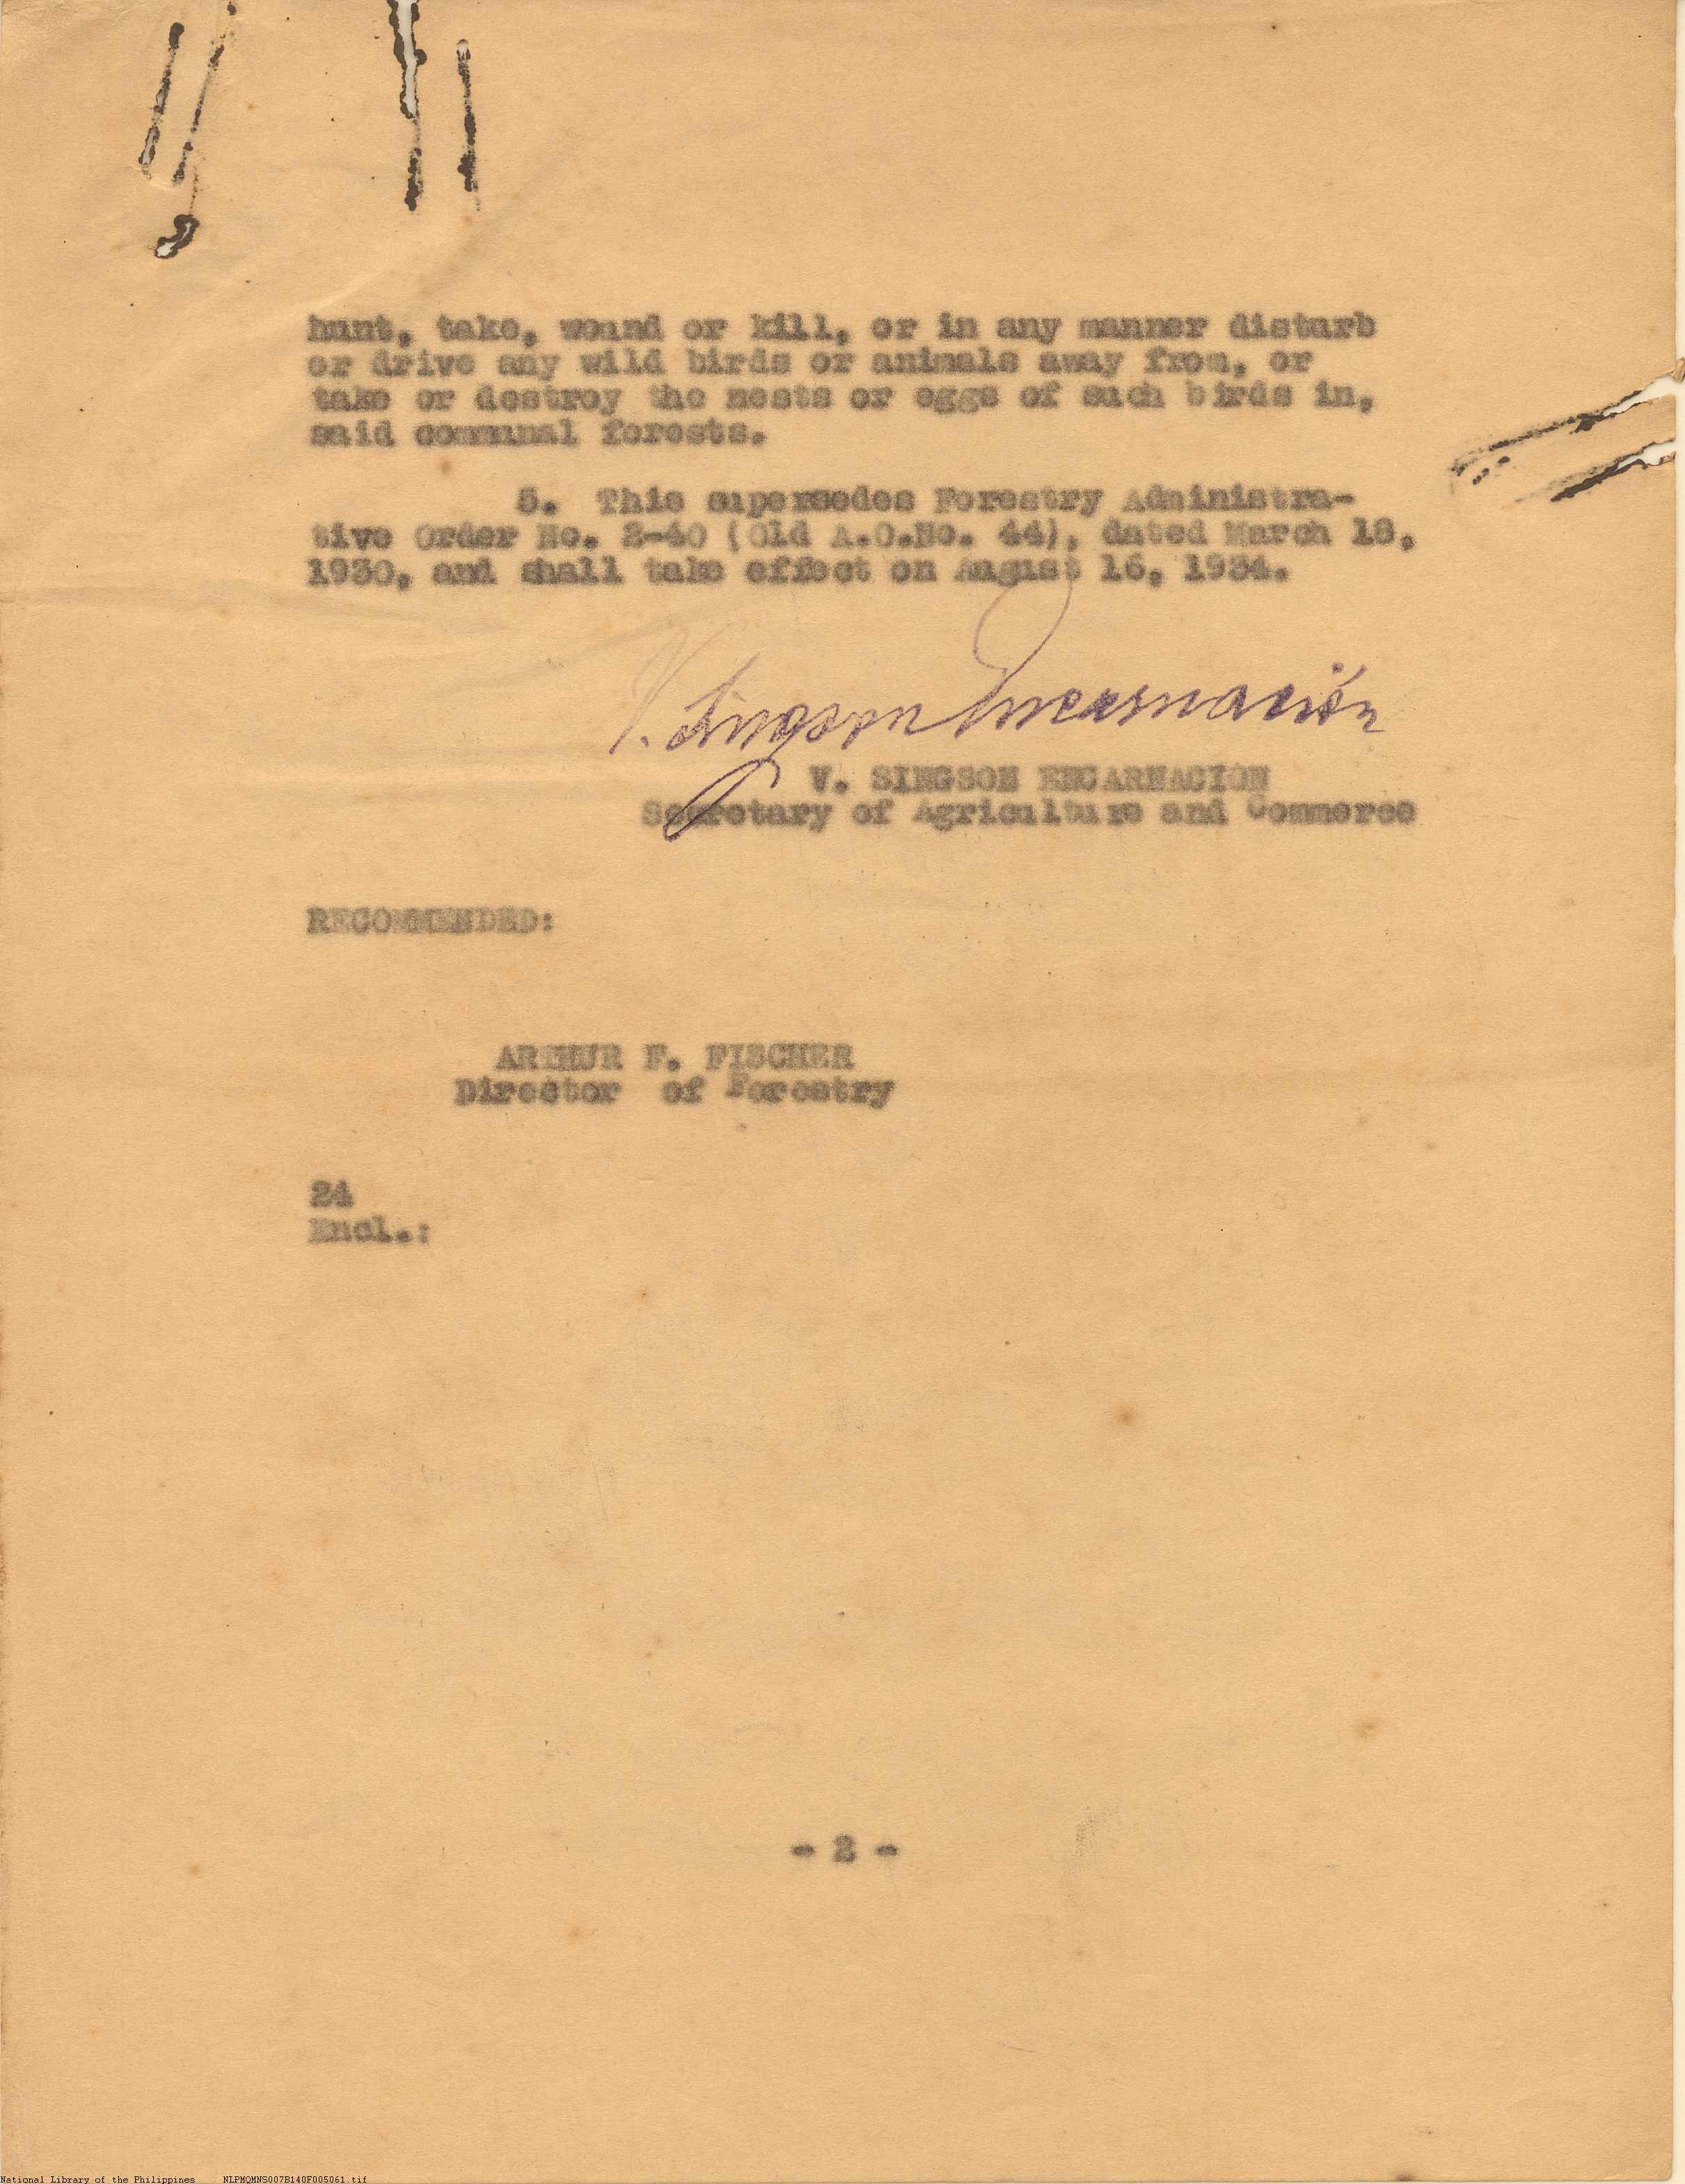 hunt, take, wound or kill, or in any manner disturb
or drive any wild birds or animals away from, or
take or destroy the nests or eggs of such birds in,
said communal forests.
5. This supersedes Forestry Administra-
tive Order No. 2-40 (Old A.O.No. 44), dated March 18,
1930, and shall take effect on August 16, 1934.
V. Singson Encarnación
V. SINGSON ENCARNACION
Secretary of Agriculture and Commerce
RECOMMENDED:
ARTHUR F. FISCHER
Director of Forestry
24
Encl.:
- 2 -
National Library of the Philippines NLPMQMNS007B140F005061.tif